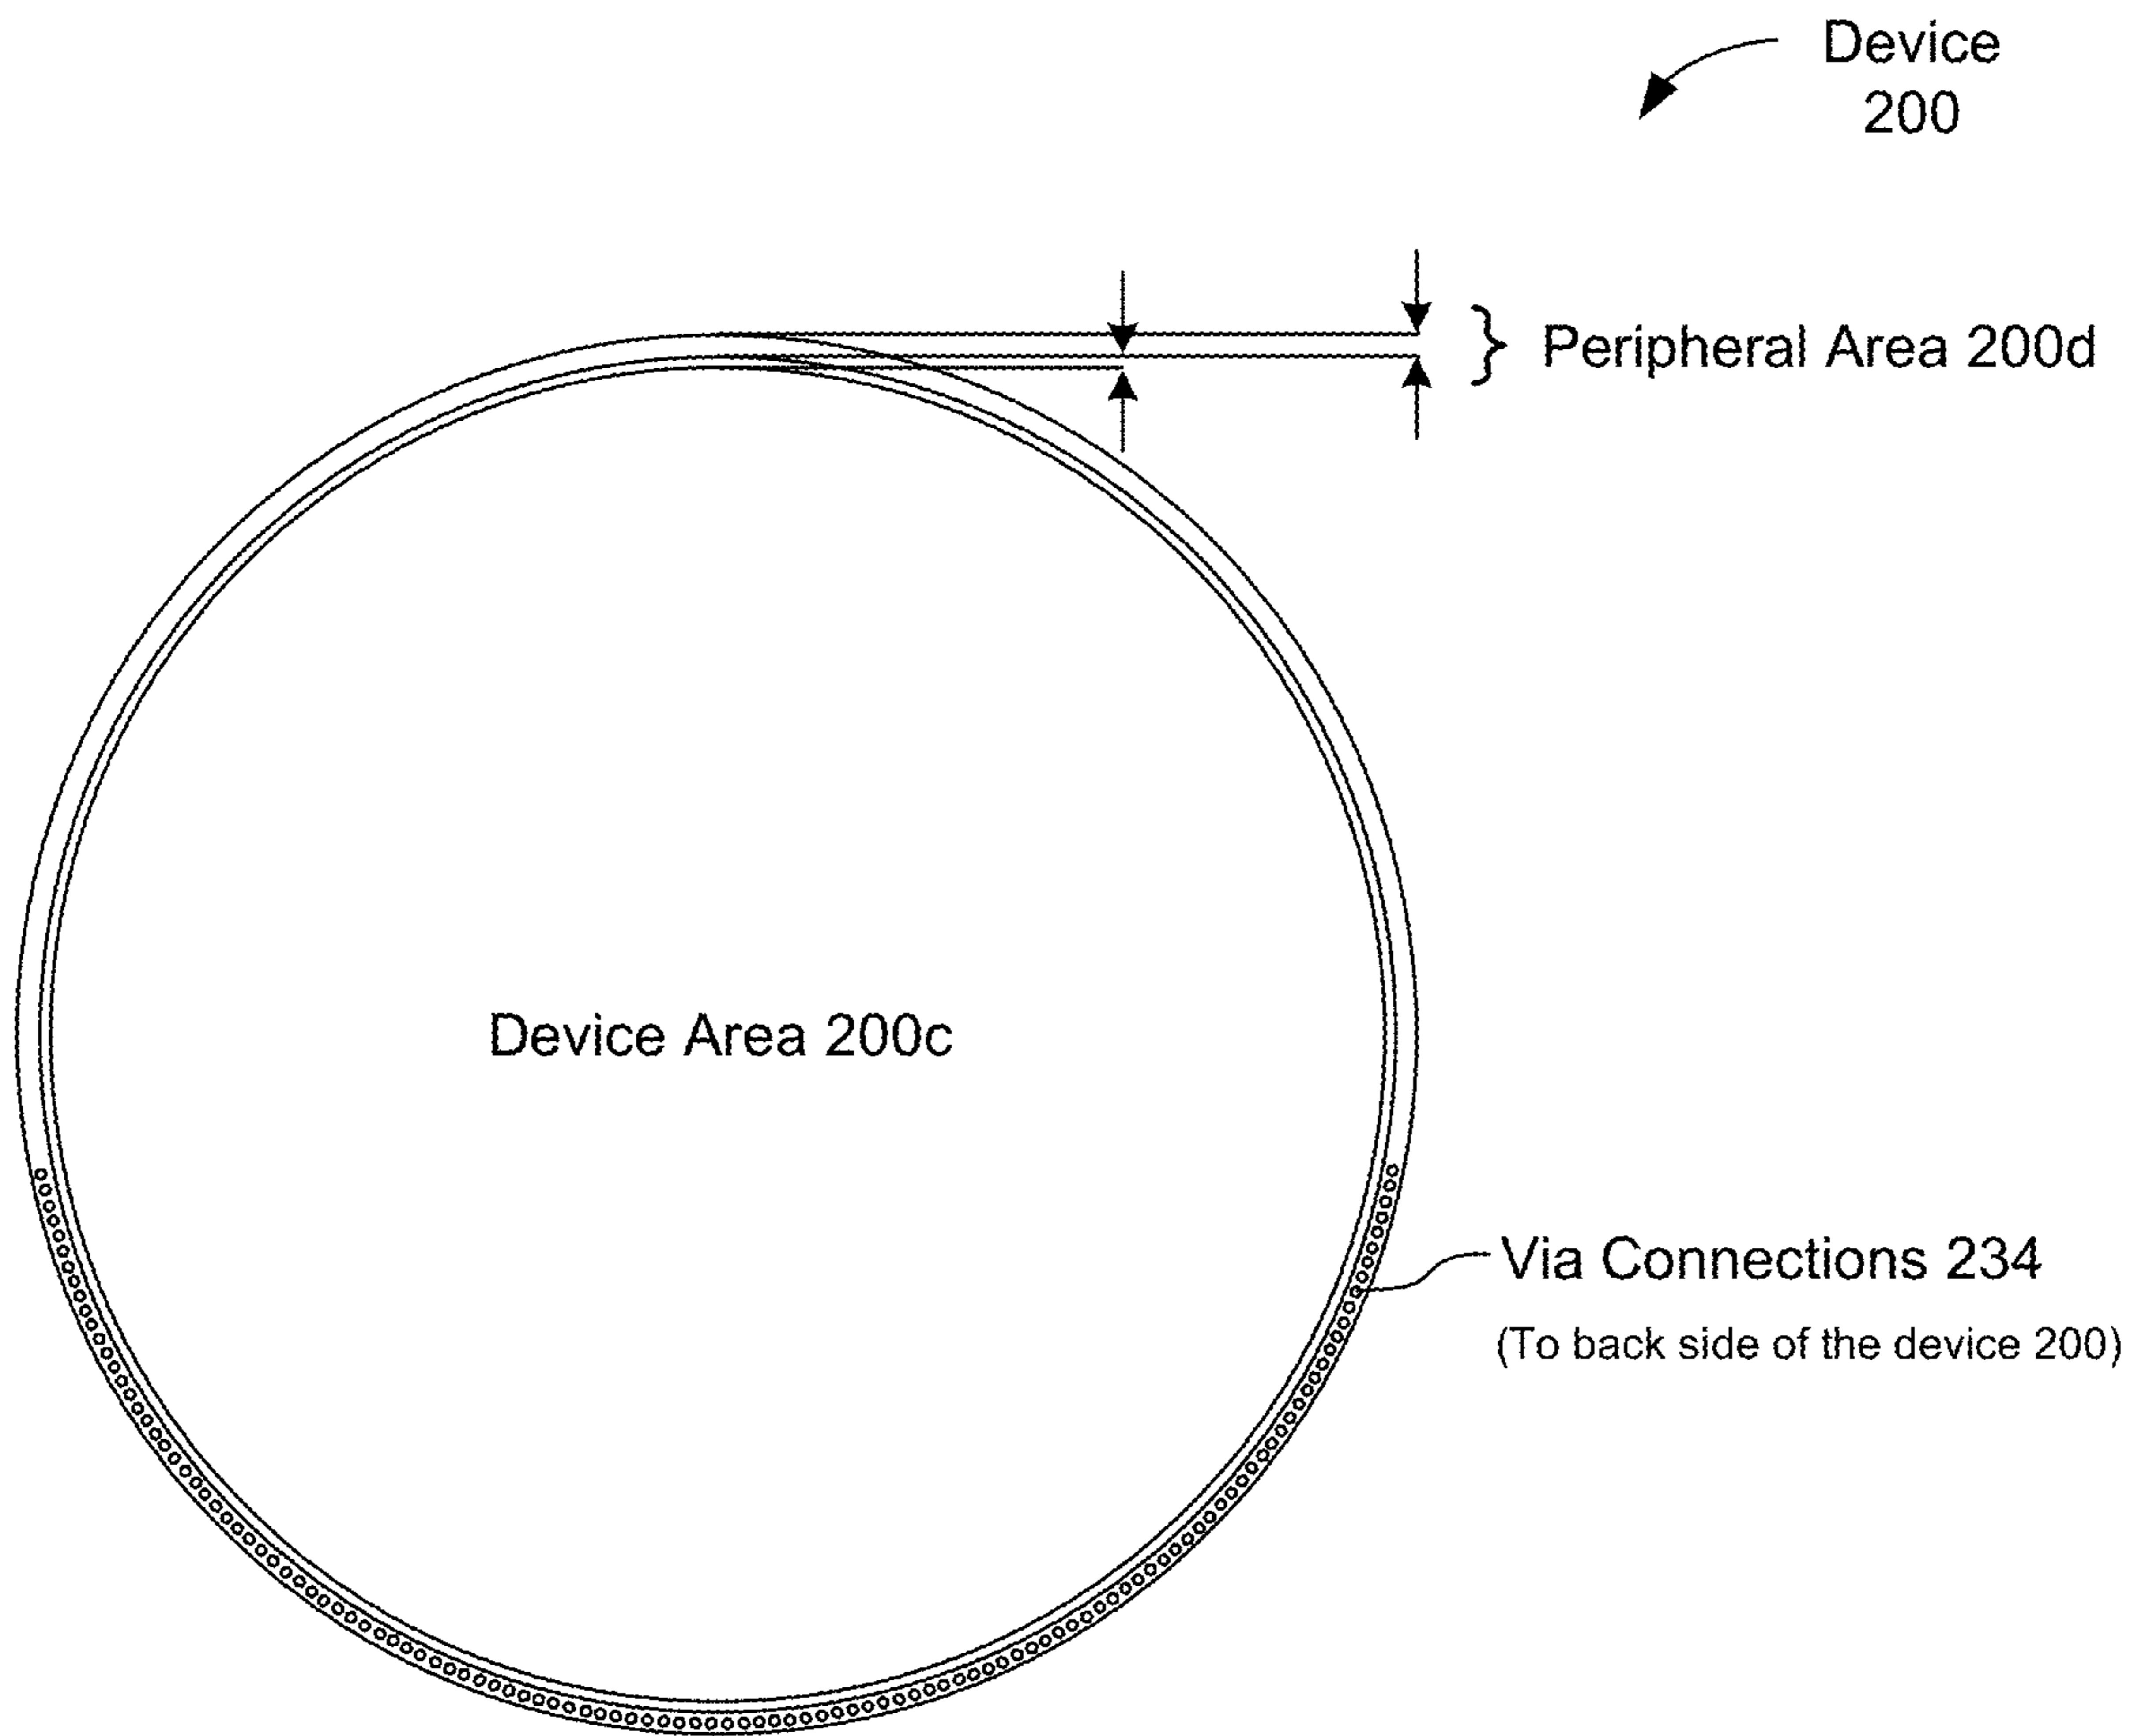 Device
200
Peripheral Area 200d
Device Area 200c
Via Connections 234
(To back side of the device 200)